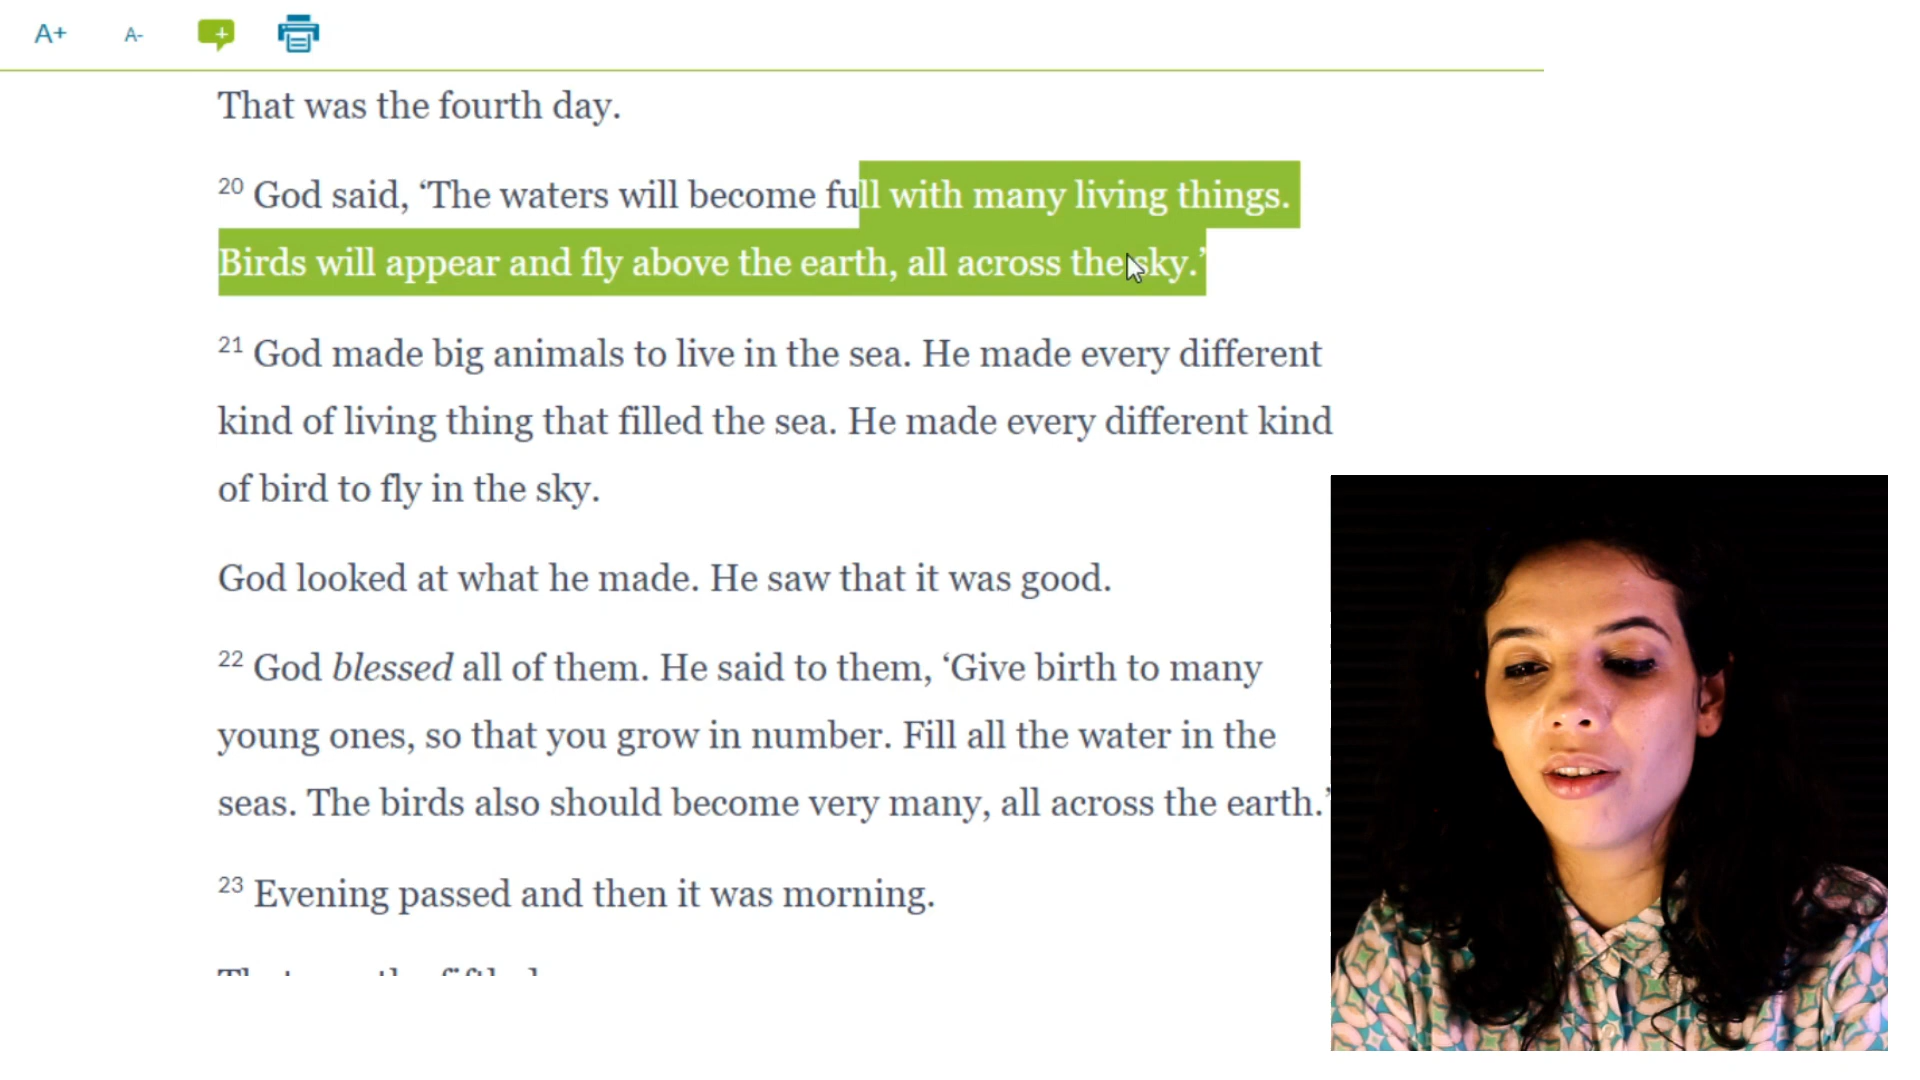 A+ A-
That was the fourth day.
20 God said, ‘The waters will become full with many living things.
Birds will appear and fly above the earth, all across the sky.’
21 God made big animals to live in the sea. He made every different
kind of living thing that filled the sea. He made every different kind
of bird to fly in the sky.
God looked at what he made. He saw that it was good.
22 God blessed all of them. He said to them, ‘Give birth to many
young ones, so that you grow in number. Fill all the water in the
seas. The birds also should become very many, all across the earth.’
23 Evening passed and then it was morning.